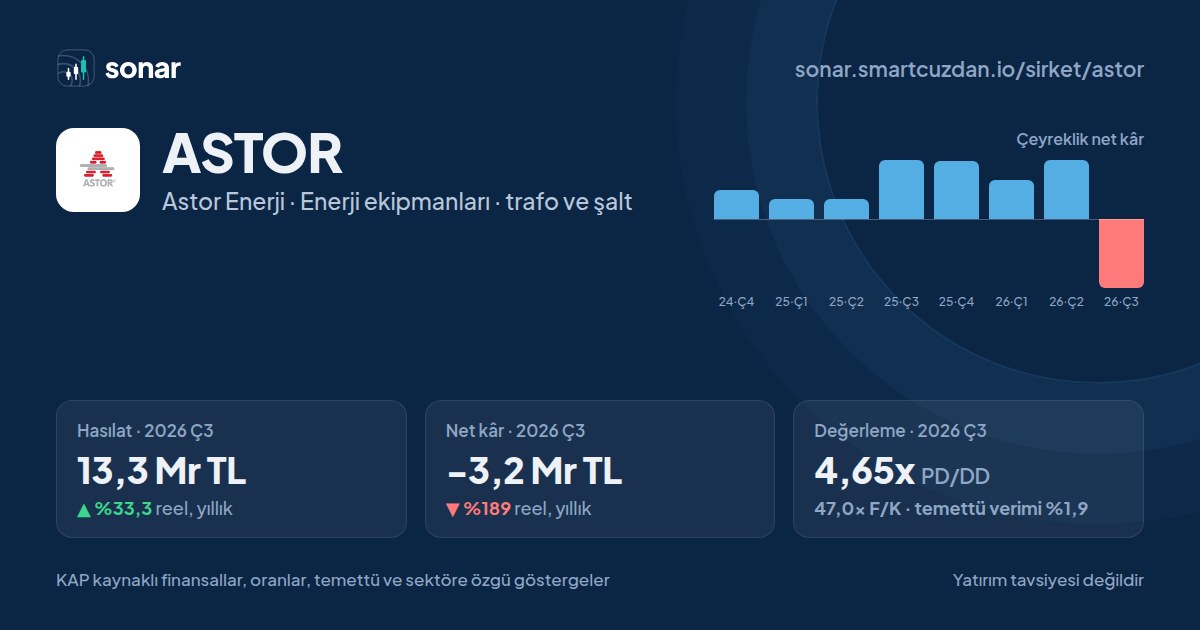 sonar
sonar.smartcuzdan.io/sirket/astor
ASTOR
ASTOR
Astor Enerji · Enerji ekipmanları · trafo ve şalt
Çeyreklik net kâr
24·Ç4 25·Ç1 25·Ç2 25·Ç3 25·Ç4 26·Ç1 26·Ç2 26·Ç3
Hasılat · 2026 Ç3
13,3 Mr TL
▲ %33,3 reel, yıllık
Net kâr · 2026 Ç3
−3,2 Mr TL
▼ %189 reel, yıllık
Değerleme · 2026 Ç3
4,65x PD/DD
47,0x F/K · temettü verimi %1,9
KAP kaynaklı finansallar, oranlar, temettü ve sektöre özgü göstergeler
Yatırım tavsiyesi değildir